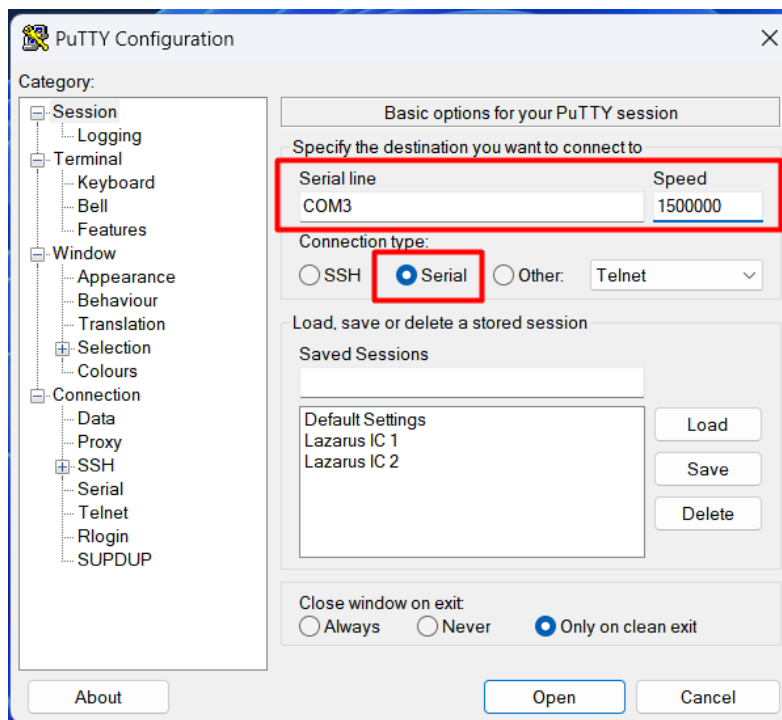 PuTTY Configuration
Category:
Session
Logging
Terminal
Keyboard
Bell
Features
Window
Appearance
Behaviour
Translation
Selection
Colours
Connection
Data
Proxy
SSH
Serial
Telnet
Rlogin
SUPDUP
Basic options for your PuTTY session
Specify the destination you want to connect to
Serial line Speed
COM3 1500000
Connection type:
SSH Serial Other: Telnet
Load, save or delete a stored session
Saved Sessions
Default Settings
Lazarus IC 1
Lazarus IC 2
Load
Save
Delete
Close window on exit:
Always Never Only on clean exit
About Open Cancel